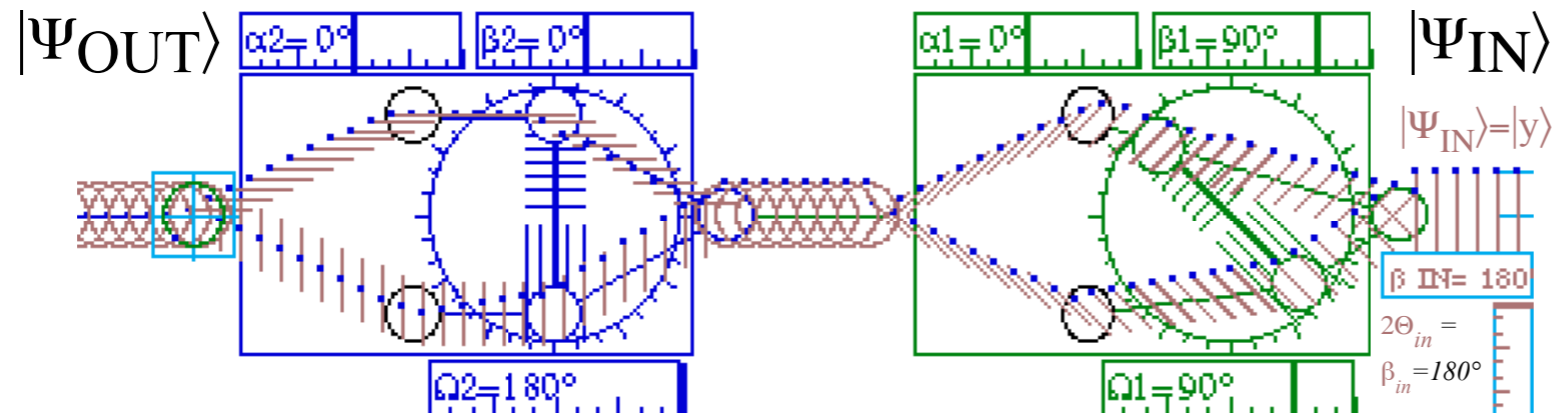 |Ψ_OUT⟩
α2= 0°
β2= 0°
α1= 0°
β1=90°
|Ψ_IN⟩
|Ψ_IN⟩=|y⟩
β IN= 180
2Θ_in =
β_in=180°
Ω2=180°
Ω1=90°